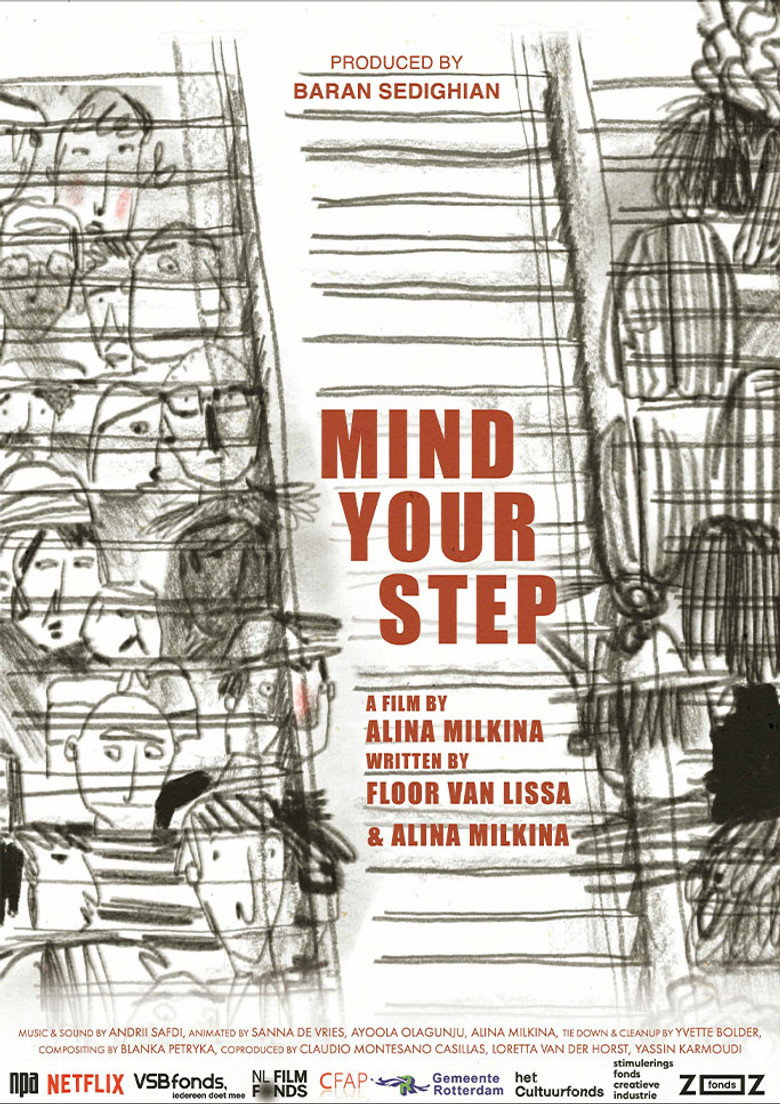 PRODUCED BY
BARAN SEDIGHIAN
MIND
YOUR
STEP
A FILM BY
ALINA MILKINA
WRITTEN BY
FLOOR VAN LISSA
& ALINA MILKINA
MUSIC & SOUND BY ANDRII SAFDI, ANIMATED BY SANNA DE VRIES, AYOOLA OLAGUNJU, ALINA MILKINA, TIE DOWN & CLEANUP BY YVETTE BOLDER,
COMPOSITING BY BLANKA PETRYKA, COPRODUCED BY CLAUDIO MONTESANO CASILLAS, LORETTA VAN DER HORST, YASSIN KARMOUDI
npa NETFLIX VSBfonds, iedereen doet mee NL FILM FONDS CFAP Gemeente Rotterdam het Cultuurfonds stimulerings fonds creatieve industrie Z fonds Z